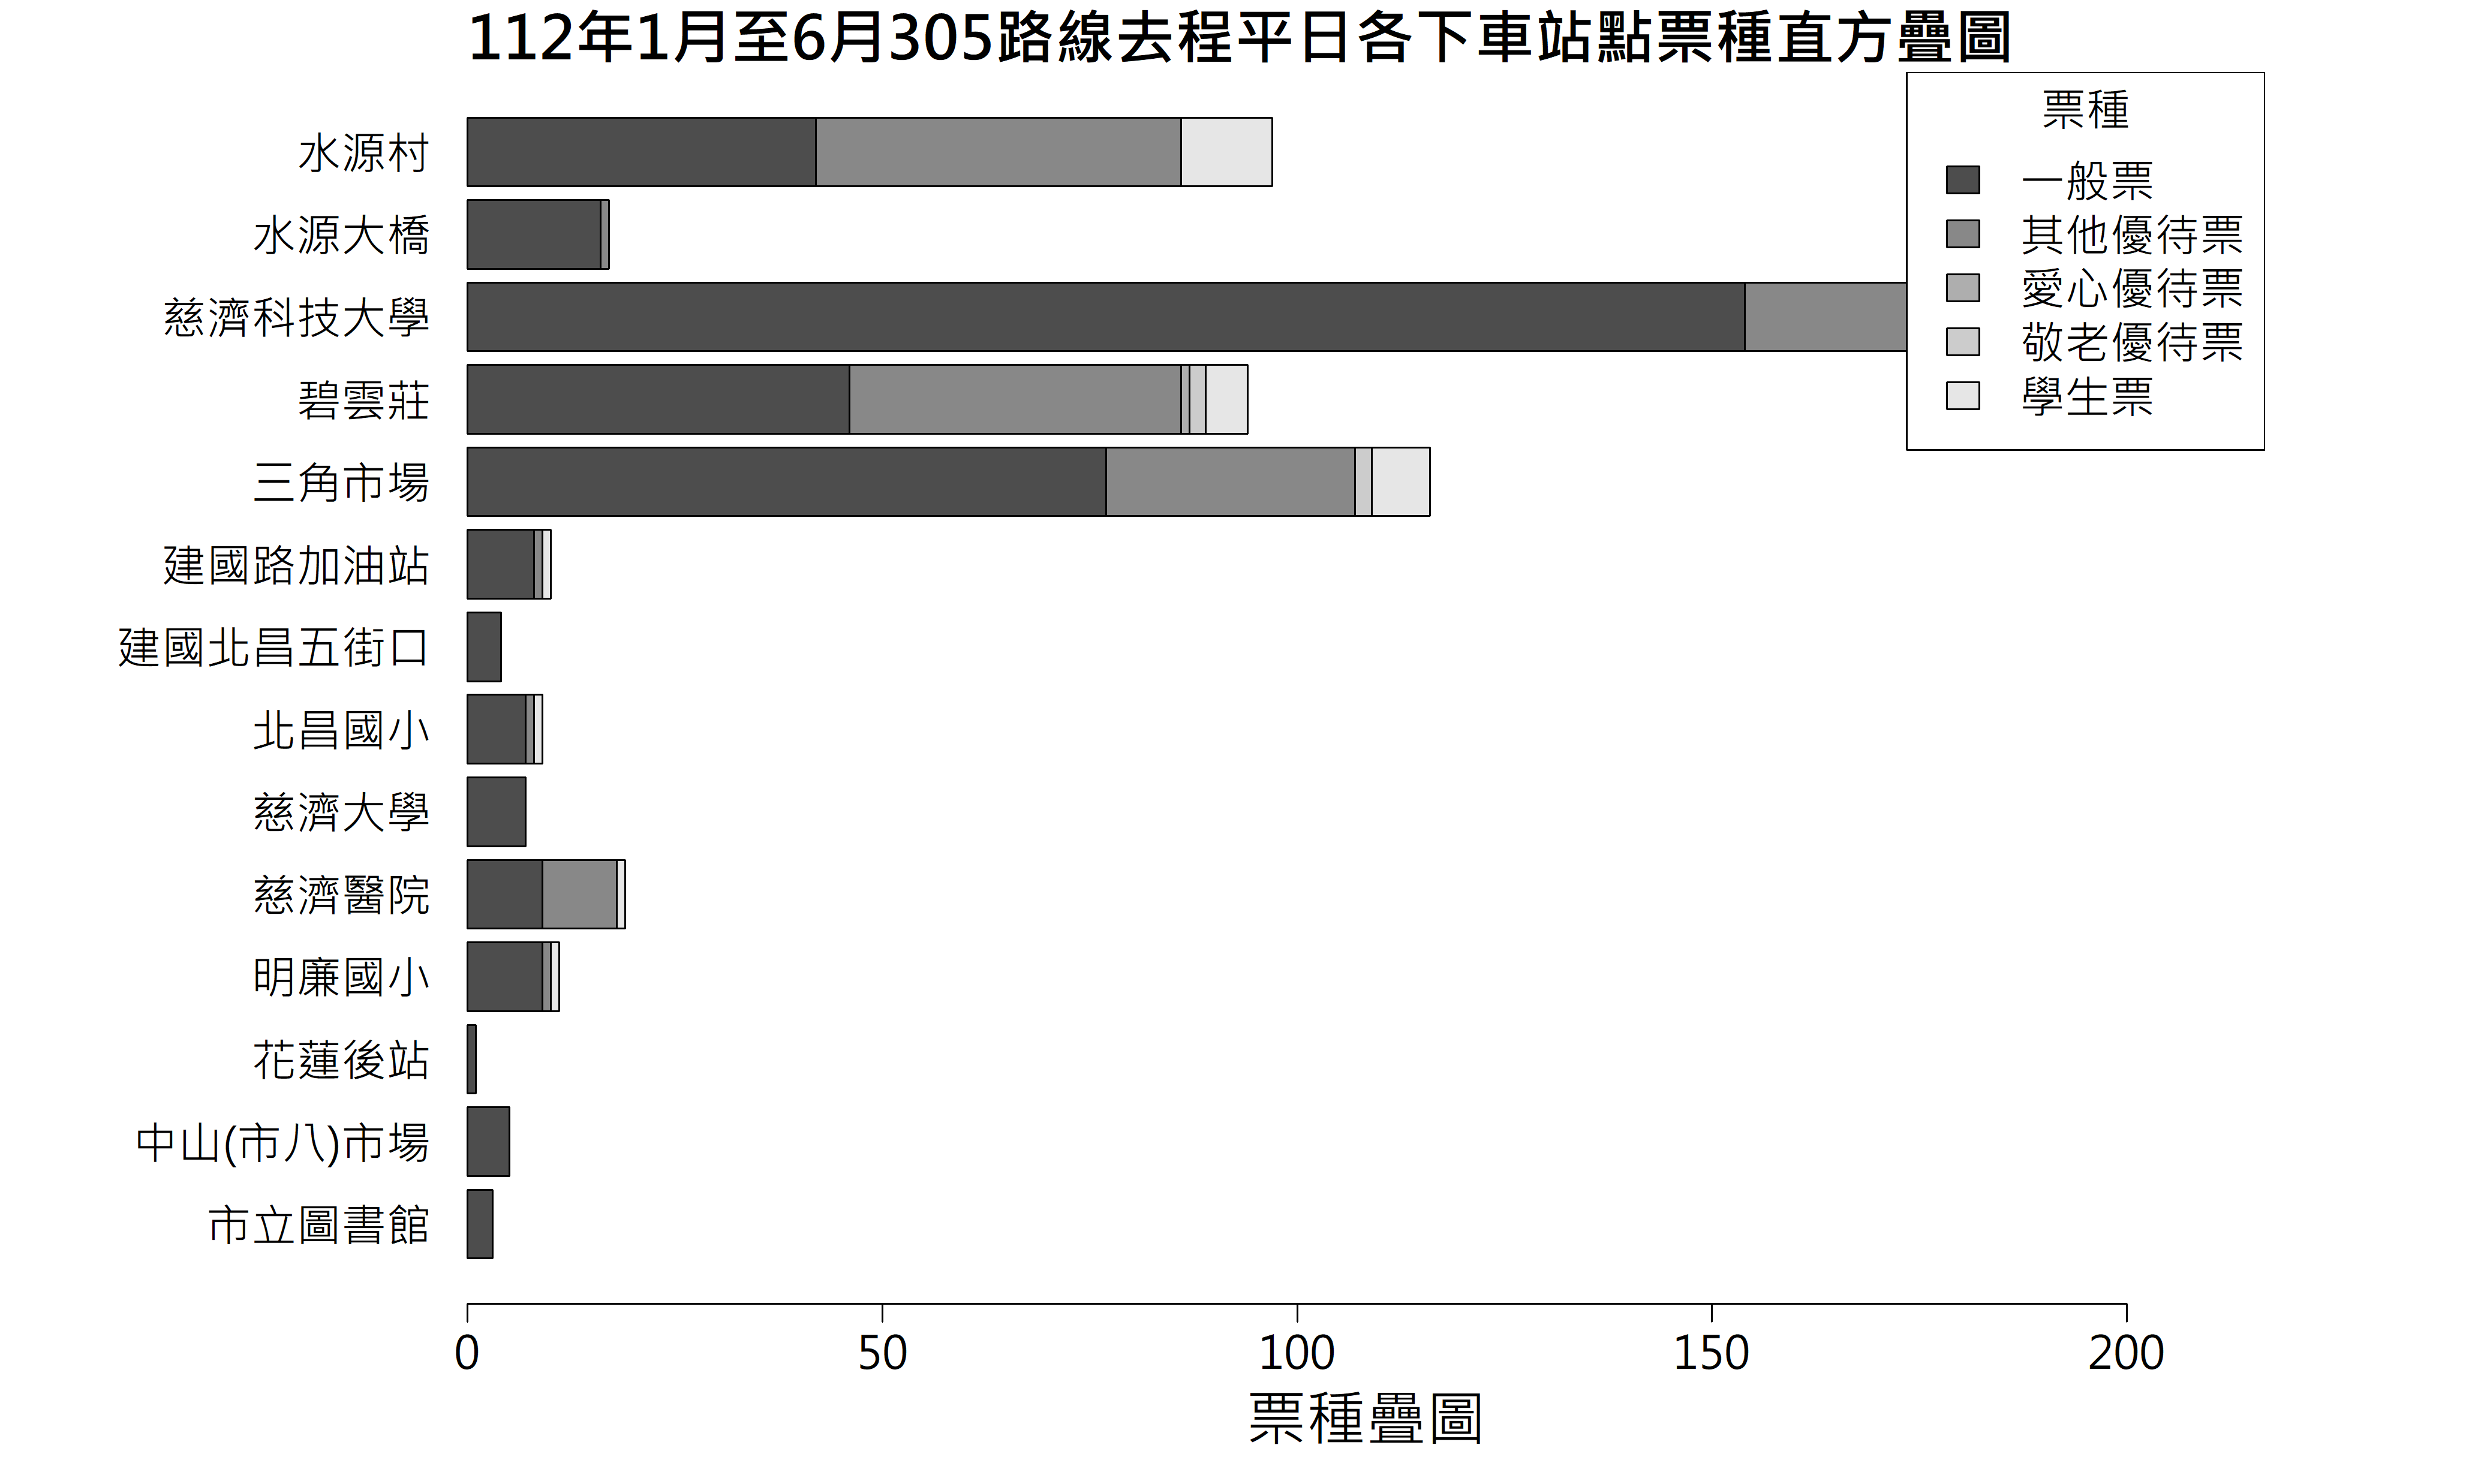 112年1月至6月305路線去程平日各下車站點票種直方疊圖
票種
一般票
其他優待票
愛心優待票
敬老優待票
學生票
水源村
水源大橋
慈濟科技大學
碧雲莊
三角市場
建國路加油站
建國北昌五街口
北昌國小
慈濟大學
慈濟醫院
明廉國小
花蓮後站
中山(市八)市場
市立圖書館
0 50 100 150 200
票種疊圖